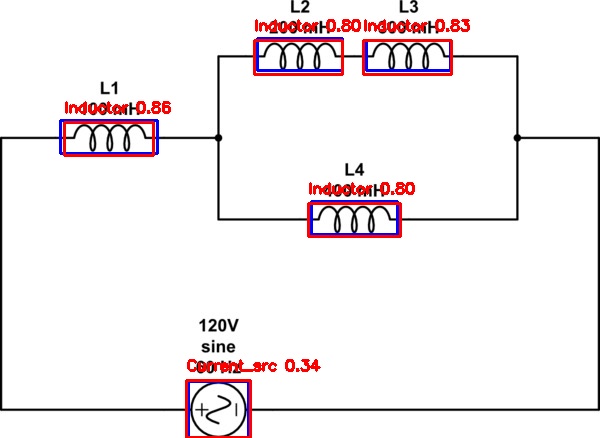 L2 L3
Inductor 0.80 Inductor 0.83
L1
Inductor 0.86
L4
Inductor 0.80
120V
sine
Current_src 0.34
+